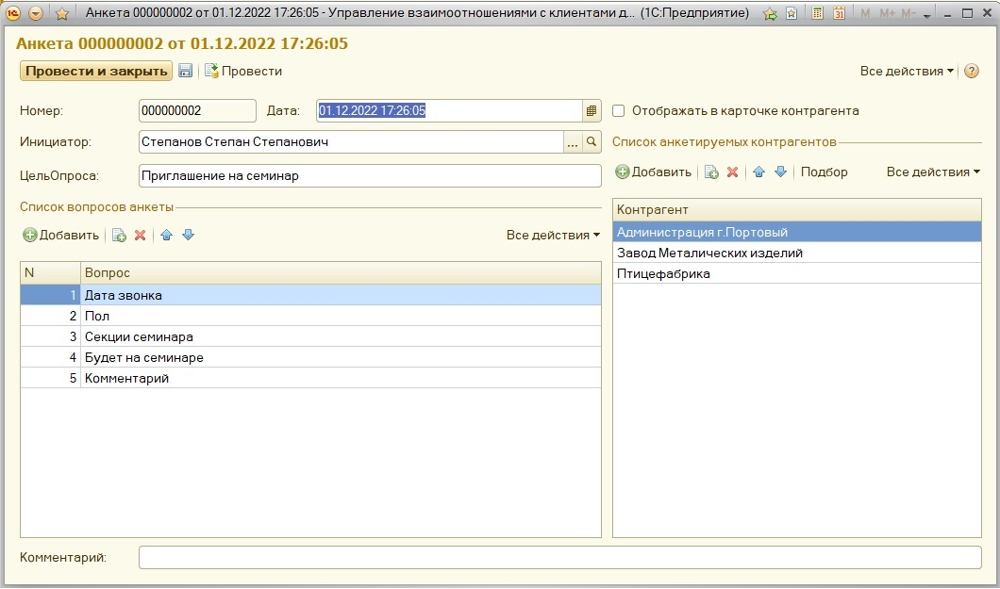 Анкета 000000002 от 01.12.2022 17:26:05 - Управление взаимоотношениями с клиентами д... (1С:Предприятие) M M+ M-
Анкета 000000002 от 01.12.2022 17:26:05
Провести и закрыть Провести Все действия
Номер: 000000002 Дата: 01.12.2022 17:26:05 Отображать в карточке контрагента
Инициатор: Степанов Степан Степанович ... Список анкетируемых контрагентов
Добавить Подбор Все действия
ЦельОпроса: Приглашение на семинар
Список вопросов анкеты
Добавить Все действия
N Вопрос
1 Дата звонка
2 Пол
3 Секции семинара
4 Будет на семинаре
5 Комментарий
Контрагент
Администрация г.Портовый
Завод Металических изделий
Птицефабрика
Комментарий: